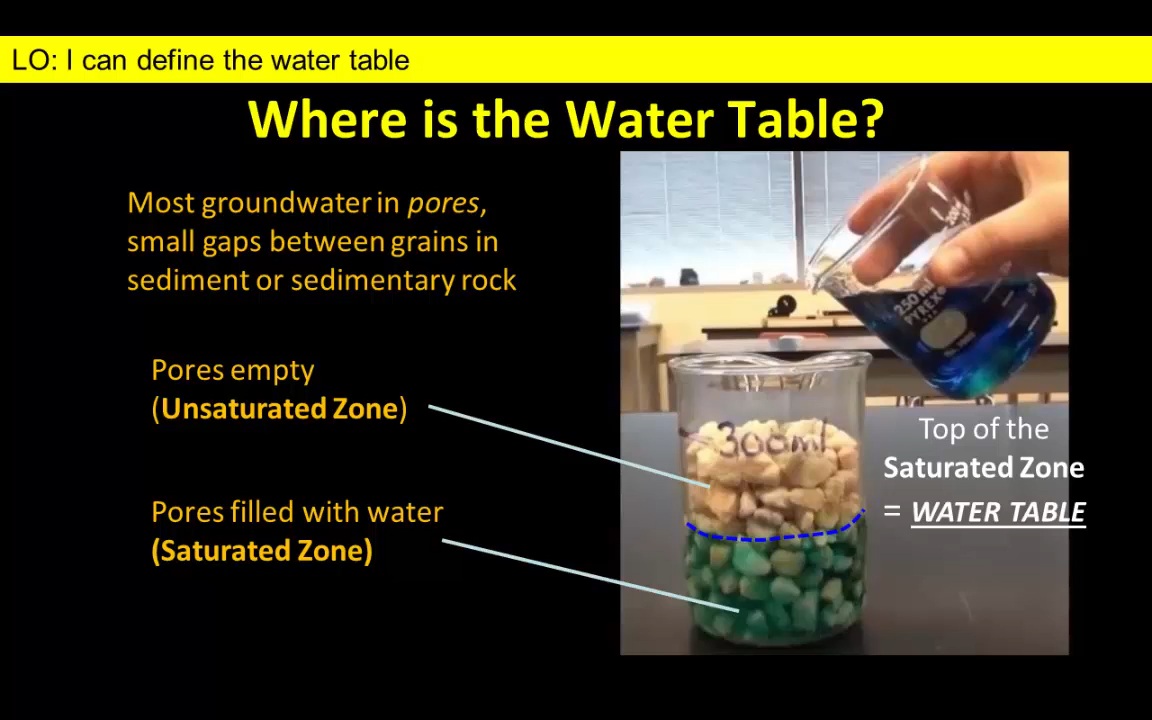 LO: I can define the water table
Where is the Water Table?
Most groundwater in pores,
small gaps between grains in
sediment or sedimentary rock
Pores empty
(Unsaturated Zone)
Pores filled with water
(Saturated Zone)
250 ml
PYREX
300ml
Top of the
Saturated Zone
= WATER TABLE